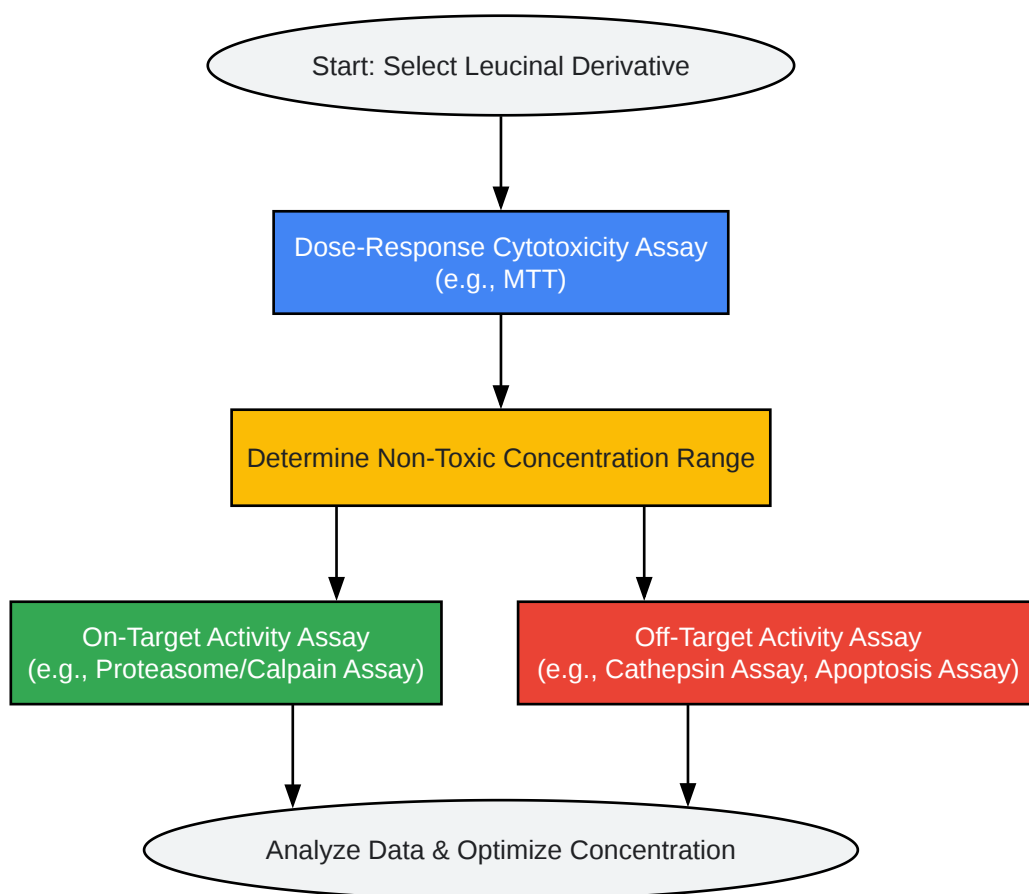 Start: Select Leucinal Derivative
Dose-Response Cytotoxicity Assay
(e.g., MTT)
Determine Non-Toxic Concentration Range
On-Target Activity Assay
(e.g., Proteasome/Calpain Assay)
Off-Target Activity Assay
(e.g., Cathepsin Assay, Apoptosis Assay)
Analyze Data & Optimize Concentration